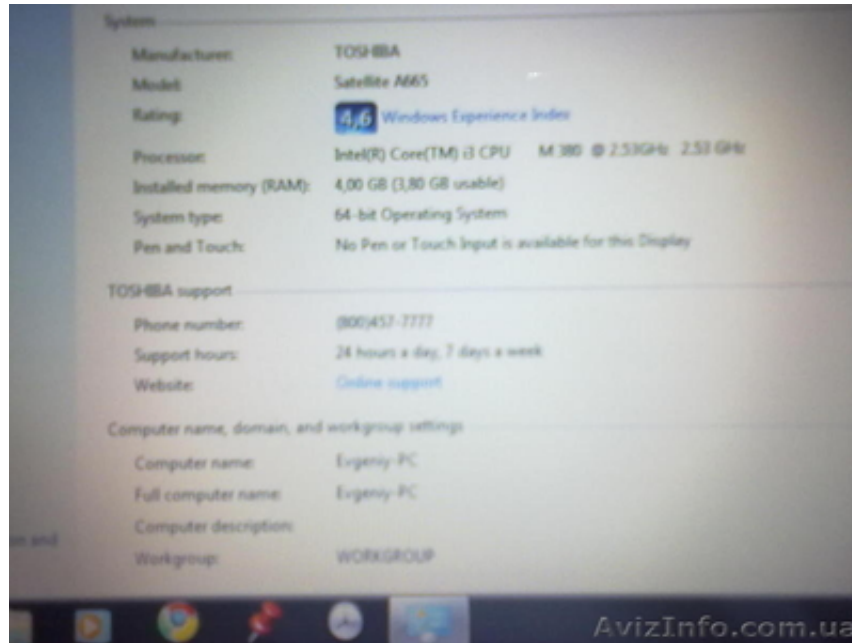 System
Manufacturer: TOSHIBA
Model: Satellite A665
Rating: 4,6 Windows Experience Index
Processor: Intel(R) Core(TM) i3 CPU M 380 @ 2.53GHz 2.53 GHz
Installed memory (RAM): 4,00 GB (3,80 GB usable)
System type: 64-bit Operating System
Pen and Touch: No Pen or Touch Input is available for this Display
TOSHIBA support
Phone number: (800)457-7777
Support hours: 24 hours a day, 7 days a week
Website: Online support
Computer name, domain, and workgroup settings
Computer name: Evgeniy-PC
Full computer name: Evgeniy-PC
Computer description:
on and
Workgroup: WORKGROUP
AvizInfo.com.ua